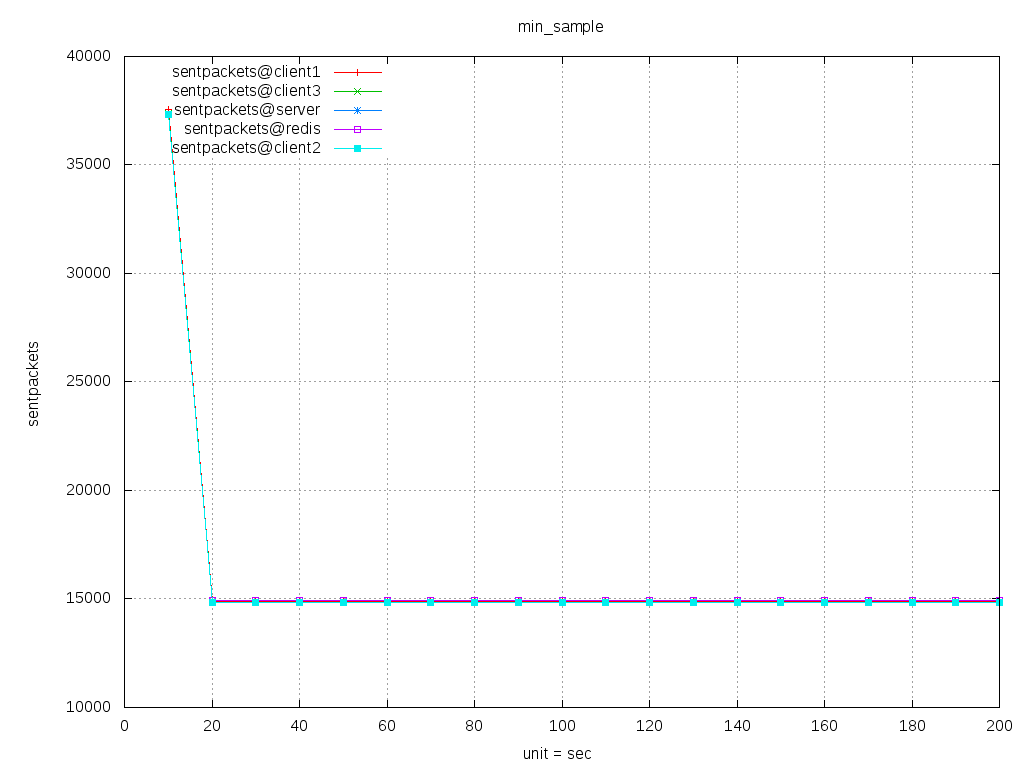 min_sample
40000
35000
30000
25000
20000
15000
10000
sentpackets
sentpackets@client1
sentpackets@client3
sentpackets@server
sentpackets@redis
sentpackets@client2
0 20 40 60 80 100 120 140 160 180 200
unit = sec